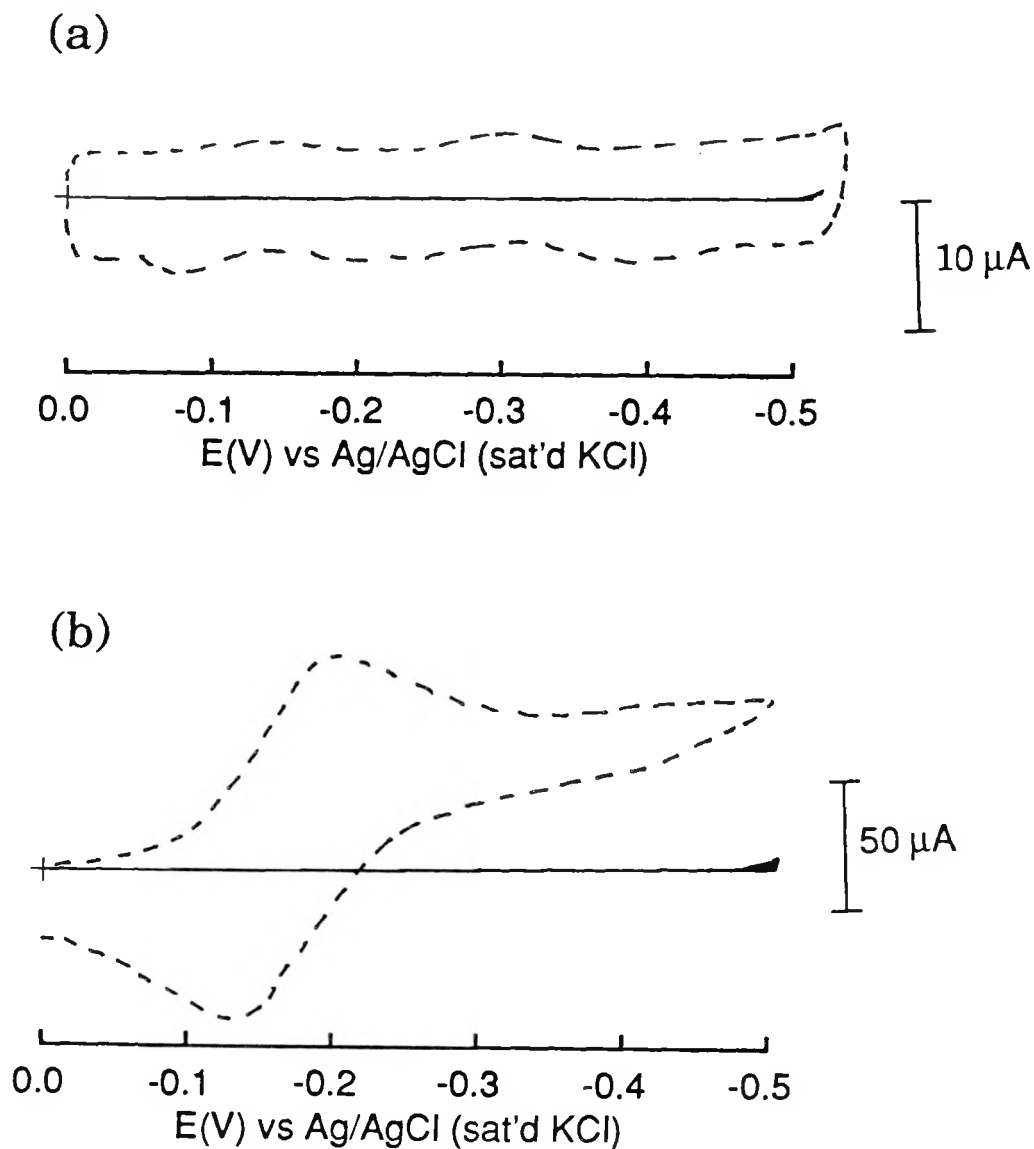 (a)
10 μA
0.0 -0.1 -0.2 -0.3 -0.4 -0.5
E(V) vs Ag/AgCl (sat'd KCl)
(b)
50 μA
0.0 -0.1 -0.2 -0.3 -0.4 -0.5
E(V) vs Ag/AgCl (sat'd KCl)